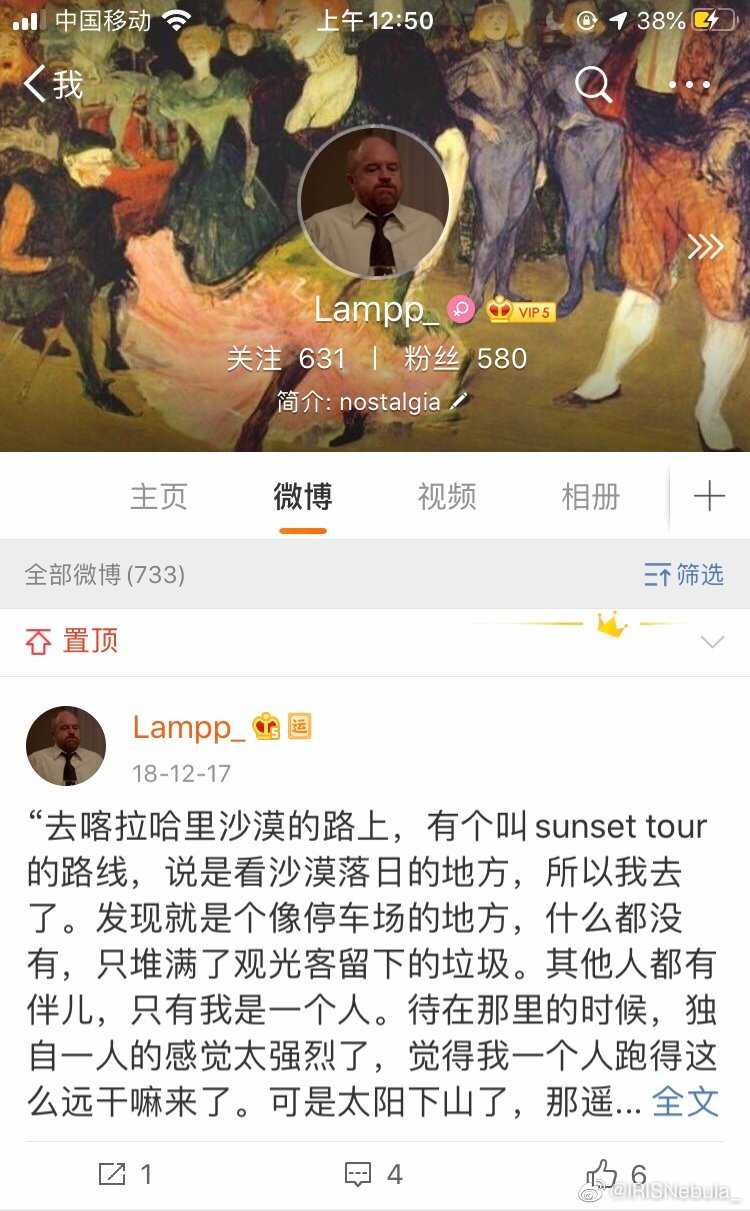 中国移动 上午12:50 38%
我
Lampp_ VIP 5
关注 631 | 粉丝 580
简介: nostalgia
主页 微博 视频 相册
全部微博(733) 筛选
置顶
Lampp_ 5 运
18-12-17
“去喀拉哈里沙漠的路上，有个叫sunset tour
的路线，说是看沙漠落日的地方，所以我去
了。发现就是个像停车场的地方，什么都没
有，只堆满了观光客留下的垃圾。其他人都有
伴儿，只有我是一个人。待在那里的时候，独
自一人的感觉太强烈了，觉得我一个人跑得这
么远干嘛来了。可是太阳下山了，那遥... 全文
1 4 6
@IRISNebula_